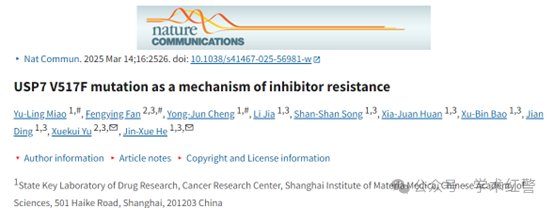 nature
COMMUNICATIONS
• Nat Commun. 2025 Mar 14;16:2526. doi: 10.1038/s41467-025-56981-w
USP7 V517F mutation as a mechanism of inhibitor resistance
Yu-Ling Miao 1,#, Fengying Fan 2,3,#, Yong-Jun Cheng 1,#, Li Jia 1,3, Shan-Shan Song 1,3, Xia-Juan Huan 1,3, Xu-Bin Bao 1,3, Jian
Ding 1,3, Xuekui Yu 2,3,✉, Jin-Xue He 1,3,✉
• Author information • Article notes • Copyright and License information
1State Key Laboratory of Drug Research, Cancer Research Center, Shanghai Institute of Materia Medica, Chinese Academy of
Sciences, 501 Haike Road, Shanghai, 201203 China
公众号 · 学术红警